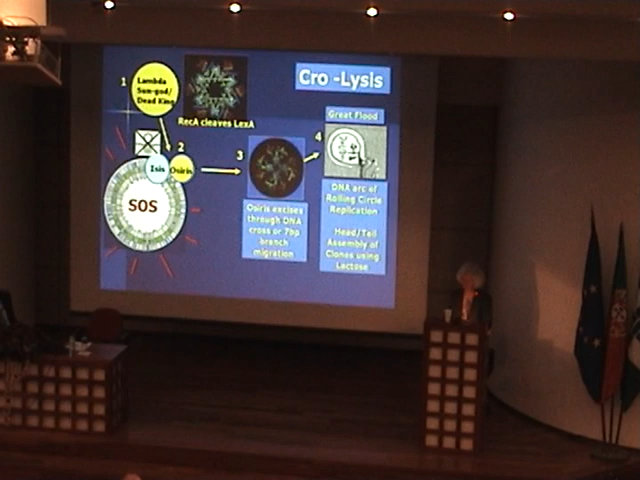 Cro -Lysis
1
Lambda
Sun-god/
Dead King
RecA cleaves LexA
2
Isis
Osiris
SOS
3
Osiris excises
through DNA
cross or 7bp
branch
migration
4
Great Flood
DNA arc of
Rolling Circle
Replication
Head/Tail
Assembly of
Clones using
Lactose